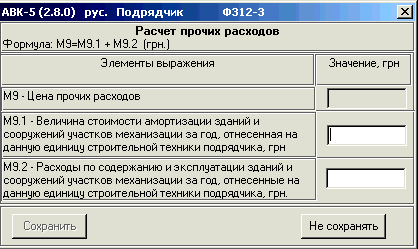 АВК-5 (2.8.0) рус. Подрядчик Ф312-3
Расчет прочих расходов
Формула: М9=М9.1 + М9.2 (грн.)
Элементы выражения
Значение, грн
М9 - Цена прочих расходов
М9.1 - Величина стоимости амортизации зданий и
сооружений участков механизации за год, отнесенная на
данную единицу строительной техники подрядчика, грн
М9.2 - Расходы по содержанию и эксплуатации зданий и
сооружений участков механизации за год, отнесенные на
данную единицу строительной техники подрядчика, грн.
Сохранить
Не сохранять